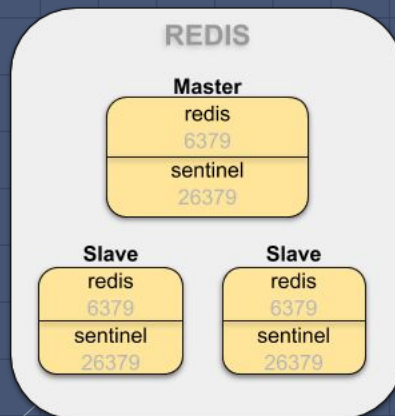 REDIS
Master
redis
6379
sentinel
26379
Slave
redis
6379
sentinel
26379
Slave
redis
6379
sentinel
26379